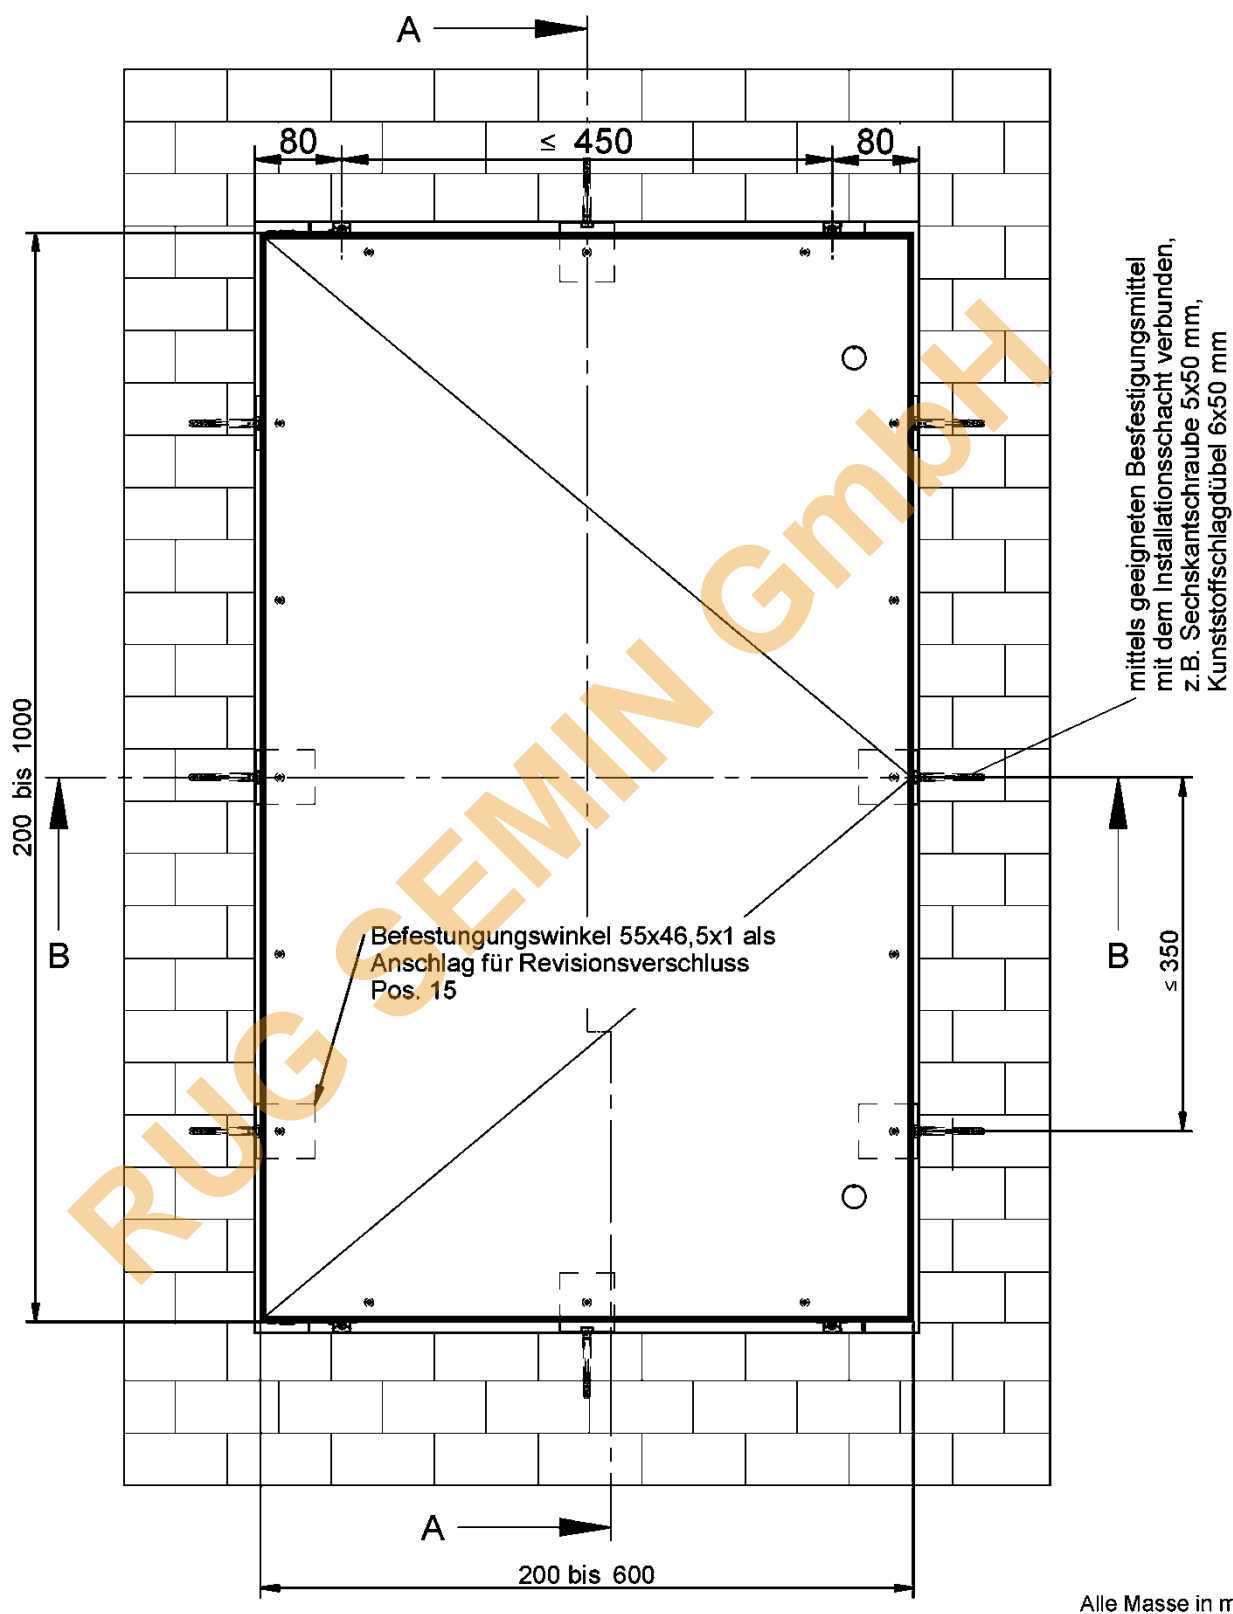 A
80
≤ 450
80
mittels geeigneten Besfestigungsmittel
mit dem Installationsschacht verbunden,
z.B. Sechskantschraube 5x50 mm,
Kunststoffschlagdübel 6x50 mm
200 bis 1000
B
B
≤ 350
Befestungungswinkel 55x46,5x1 als
Anschlag für Revisionsverschluss
Pos. 15
RUG SEMIN GmbH
A
200 bis 600
Alle Masse in m